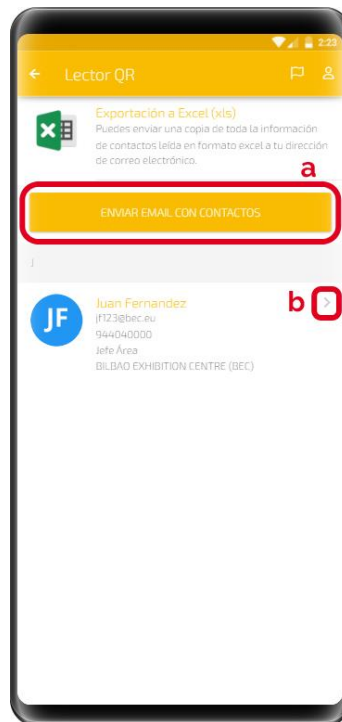 2:23
Lector QR
Exportación a Excel (xls)
Puedes enviar una copia de toda la información
de contactos leída en formato excel a tu dirección
de correo electrónico.
a
ENVIAR EMAIL CON CONTACTOS
J
JF
Juan Fernandez
b
jf123@bec.eu
944040000
Jefe Área
BILBAO EXHIBITION CENTRE (BEC)